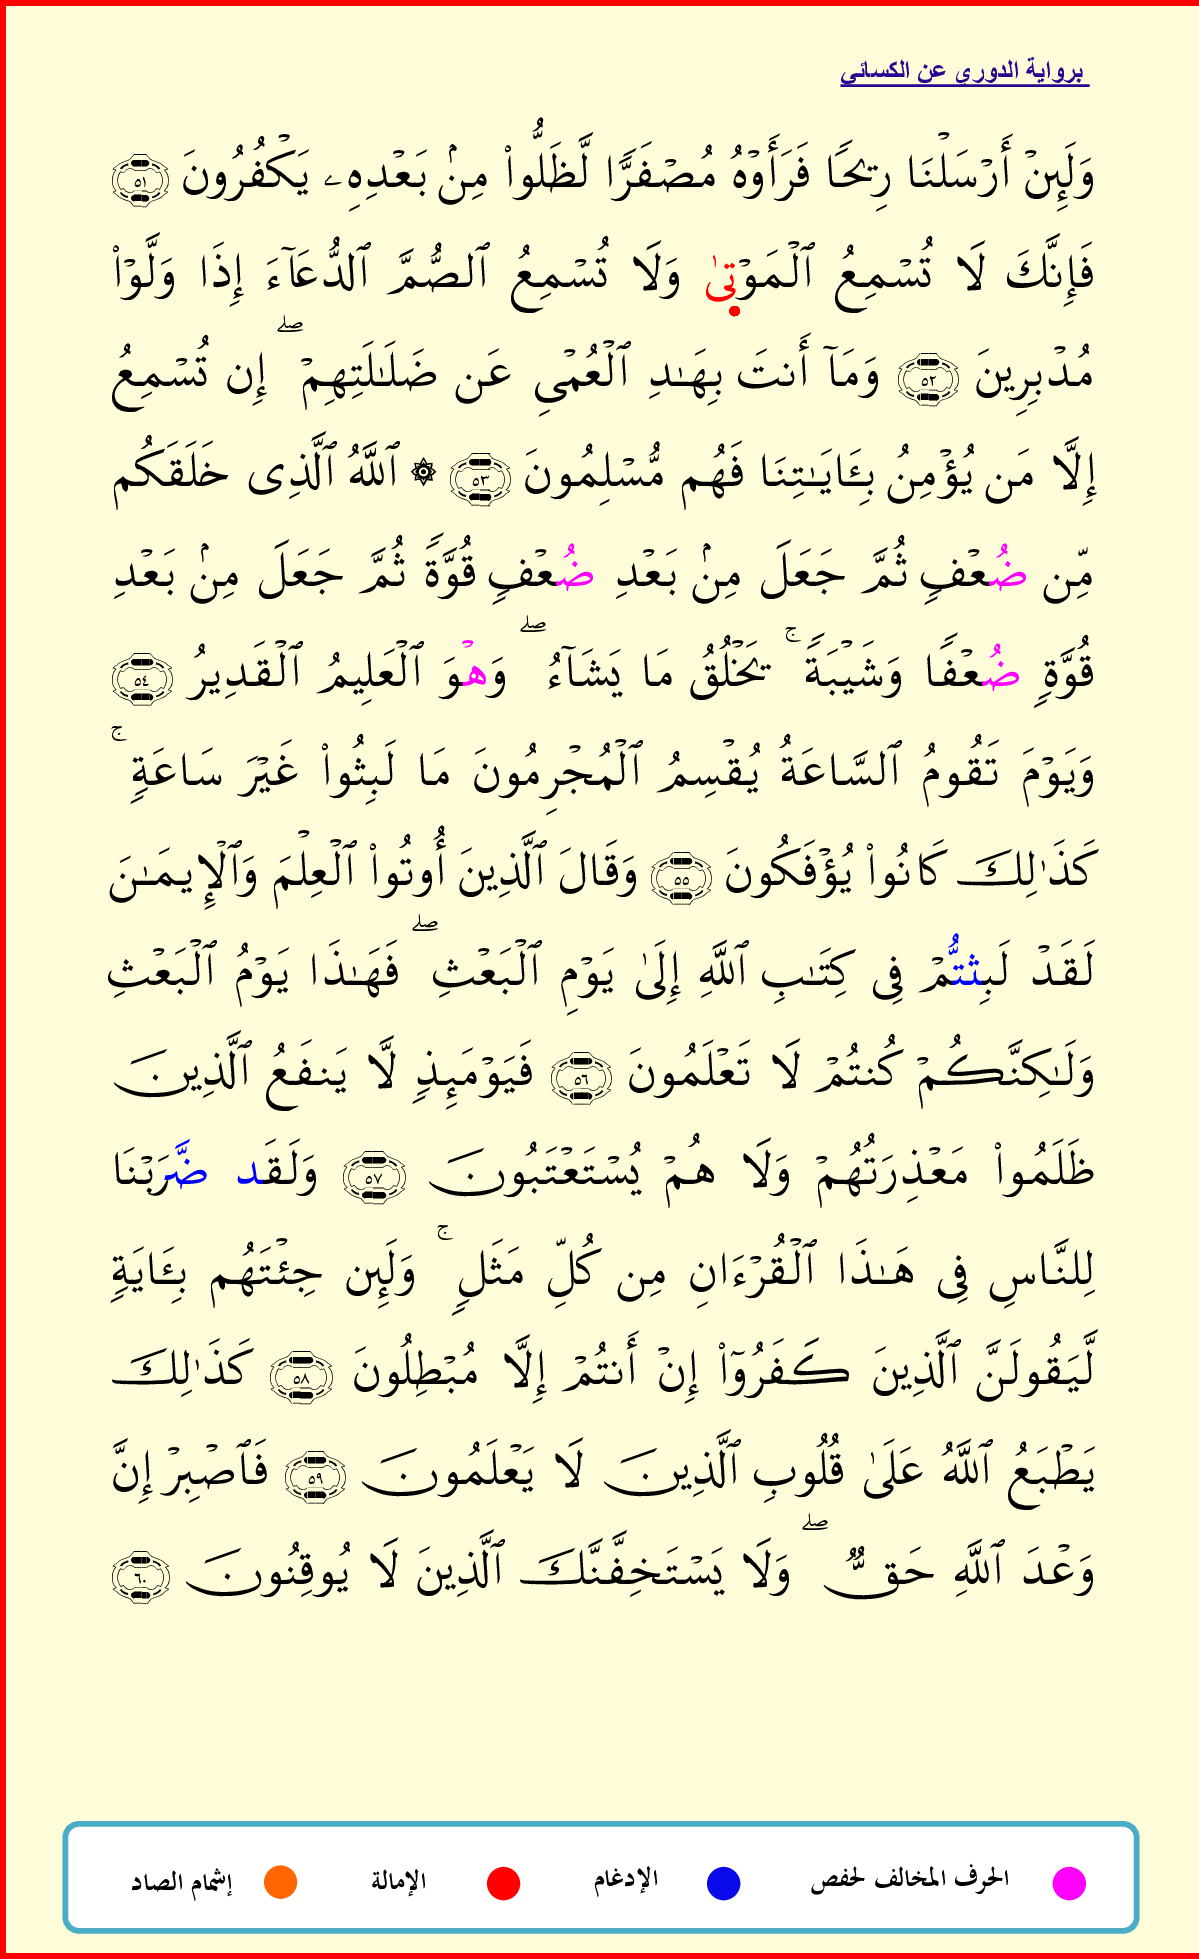 برواية الدوري عن الكسائي
وَلَئِنْ أَرْسَلْنَا رِيحًا فَرَأَوْهُ مُصْفَرًّا لَّظَلُّوا۟ مِنۢ بَعْدِهِۦ يَكْفُرُونَ ٥١
فَإِنَّكَ لَا تُسْمِعُ ٱلْمَوْتىٰ وَلَا تُسْمِعُ ٱلصُّمَّ ٱلدُّعَآءَ إِذَا وَلَّوْا۟
مُدْبِرِينَ ٥٢ وَمَآ أَنتَ بِهَـٰدِ ٱلْعُمْىِ عَن ضَلَـٰلَتِهِمْ ۖ إِن تُسْمِعُ
إِلَّا مَن يُؤْمِنُ بِـَٔايَـٰتِنَا فَهُم مُّسْلِمُونَ ٥٣ ۞ ٱللَّهُ ٱلَّذِى خَلَقَكُم
مِّن ضُعْفٍ ثُمَّ جَعَلَ مِنۢ بَعْدِ ضُعْفٍ قُوَّةً ثُمَّ جَعَلَ مِنۢ بَعْدِ
قُوَّةٍ ضُعْفًا وَشَيْبَةً ۚ يَخْلُقُ مَا يَشَآءُ ۖ وَهْوَ ٱلْعَلِيمُ ٱلْقَدِيرُ ٥٤
وَيَوْمَ تَقُومُ ٱلسَّاعَةُ يُقْسِمُ ٱلْمُجْرِمُونَ مَا لَبِثُوا۟ غَيْرَ سَاعَةٍ ۚ
كَذَٰلِكَ كَانُوا۟ يُؤْفَكُونَ ٥٥ وَقَالَ ٱلَّذِينَ أُوتُوا۟ ٱلْعِلْمَ وَٱلْإِيمَـٰنَ
لَقَدْ لَبِثتُّمْ فِى كِتَـٰبِ ٱللَّهِ إِلَىٰ يَوْمِ ٱلْبَعْثِ ۖ فَهَـٰذَا يَوْمُ ٱلْبَعْثِ
وَلَـٰكِنَّكُمْ كُنتُمْ لَا تَعْلَمُونَ ٥٦ فَيَوْمَئِذٍ لَّا يَنفَعُ ٱلَّذِينَ
ظَلَمُوا۟ مَعْذِرَتُهُمْ وَلَا هُمْ يُسْتَعْتَبُونَ ٥٧ وَلَقَد ضَّرَبْنَا
لِلنَّاسِ فِى هَـٰذَا ٱلْقُرْءَانِ مِن كُلِّ مَثَلٍ ۚ وَلَئِن جِئْتَهُم بِـَٔايَةٍ
لَّيَقُولَنَّ ٱلَّذِينَ كَفَرُوٓا۟ إِنْ أَنتُمْ إِلَّا مُبْطِلُونَ ٥٨ كَذَٰلِكَ
يَطْبَعُ ٱللَّهُ عَلَىٰ قُلُوبِ ٱلَّذِينَ لَا يَعْلَمُونَ ٥٩ فَٱصْبِرْ إِنَّ
وَعْدَ ٱللَّهِ حَقٌّ ۖ وَلَا يَسْتَخِفَّنَّكَ ٱلَّذِينَ لَا يُوقِنُونَ ٦٠
الحرف المخالف لحفص الإدغام الإمالة إشمام الصاد